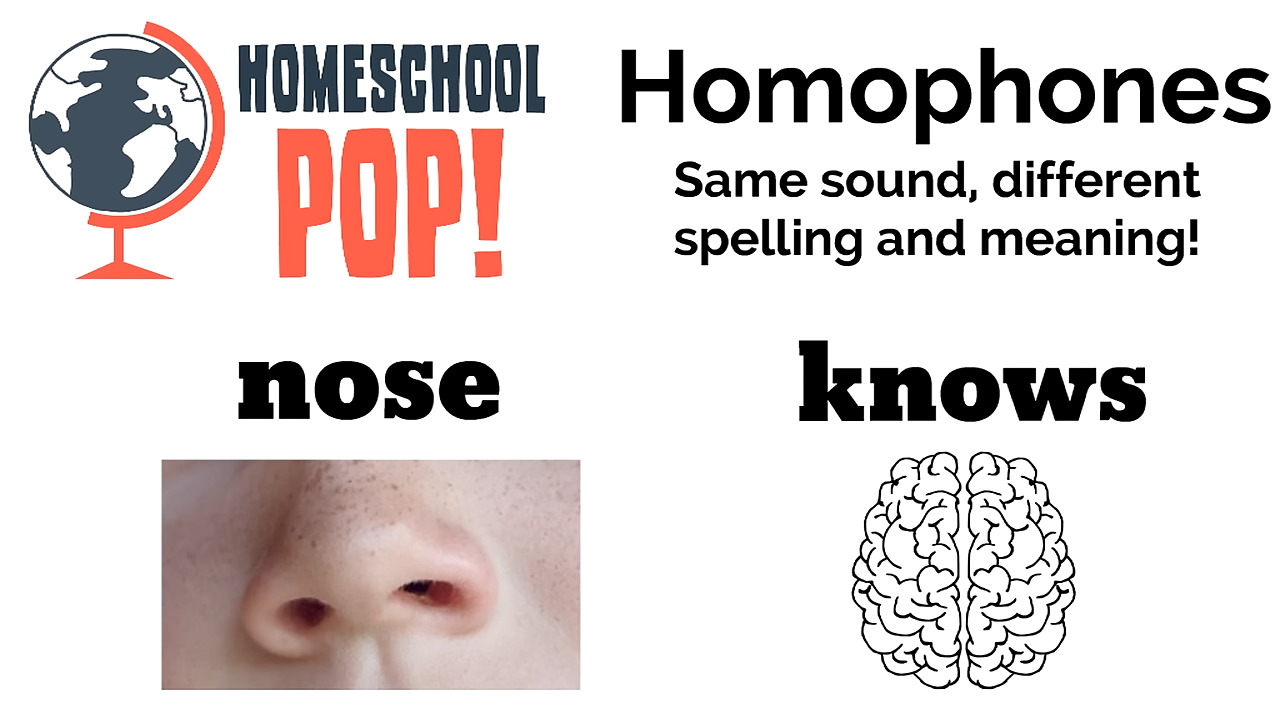 HOMESCHOOL
POP!
Homophones
Same sound, different
spelling and meaning!
nose
knows